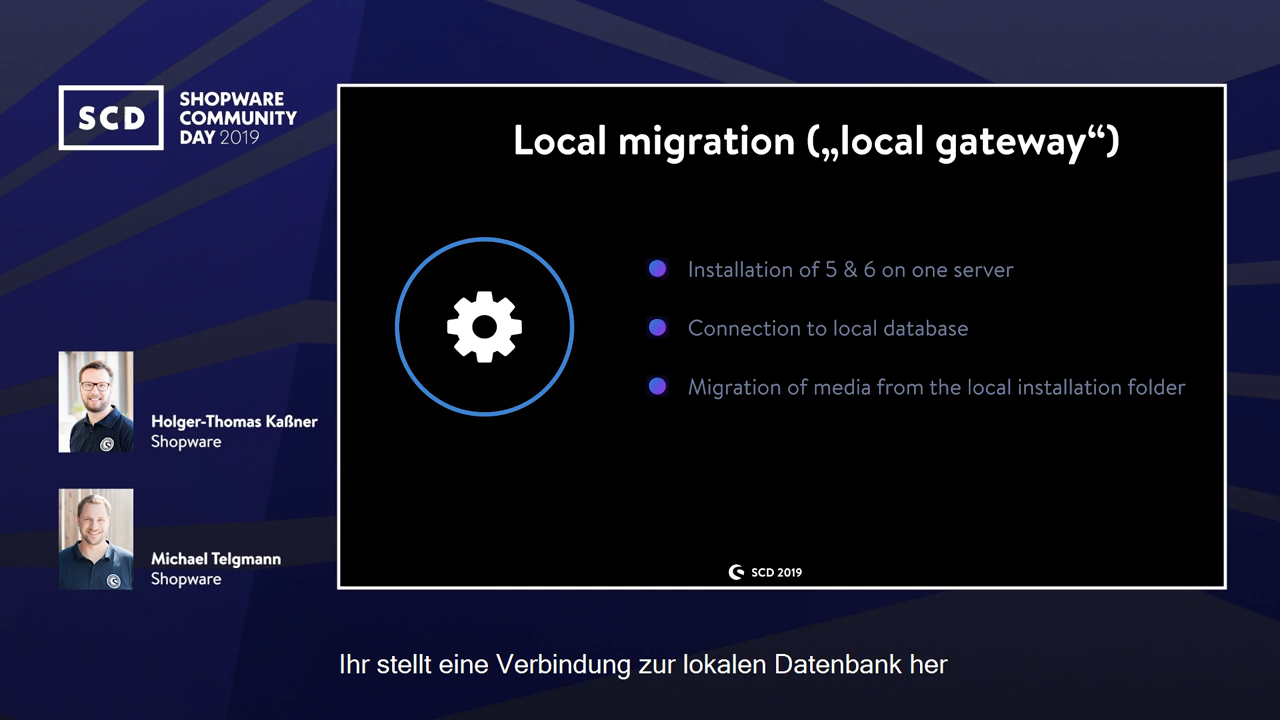 SCD
SHOPWARE
COMMUNITY
DAY 2019
Local migration („local gateway“)
Installation of 5 & 6 on one server
Connection to local database
Migration of media from the local installation folder
Holger-Thomas Kaßner
Shopware
Michael Telgmann
Shopware
SCD 2019
Ihr stellt eine Verbindung zur lokalen Datenbank her